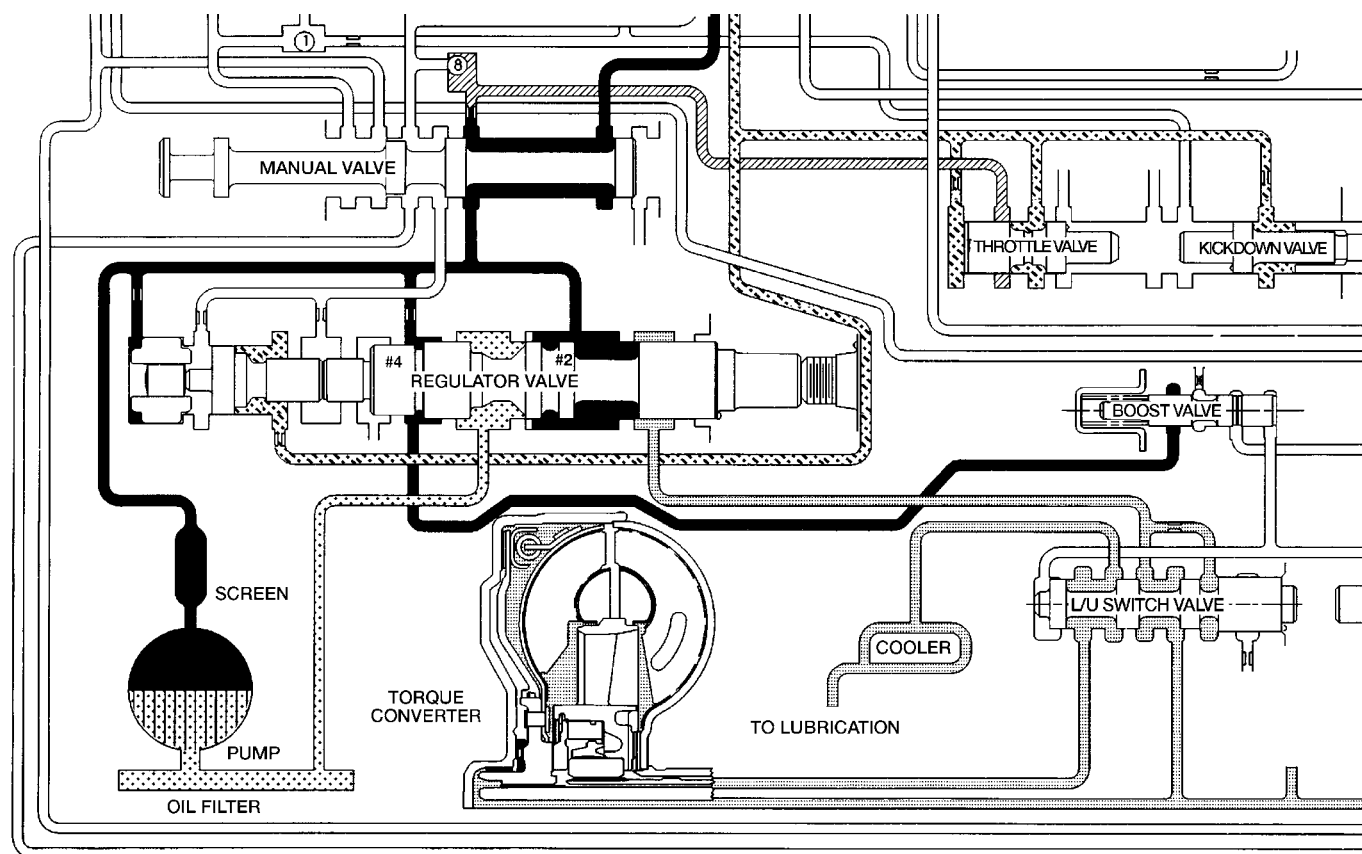 1
8
MANUAL VALVE
THROTTLE VALVE
KICKDOWN VALVE
#4
#2
REGULATOR VALVE
BOOST VALVE
SCREEN
L/U SWITCH VALVE
COOLER
TORQUE
CONVERTER
TO LUBRICATION
PUMP
OIL FILTER